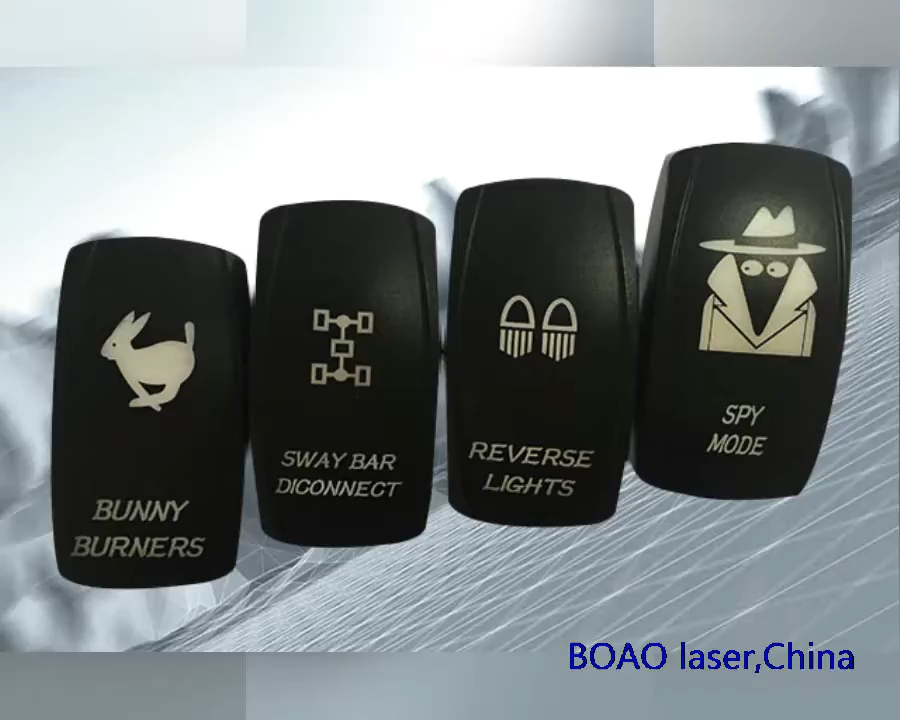 BUNNY
BURNERS
SWAY BAR
DICONNECT
REVERSE
LIGHTS
SPY
MODE
BOAO laser,China